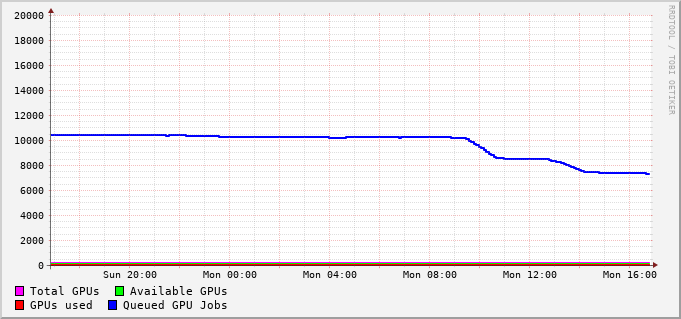 20000
18000
16000
14000
12000
10000
8000
6000
4000
2000
0
Sun 20:00 Mon 00:00 Mon 04:00 Mon 08:00 Mon 12:00 Mon 16:00
Total GPUs Available GPUs
GPUs used Queued GPU Jobs
RRDTOOL / TOBI OETIKER